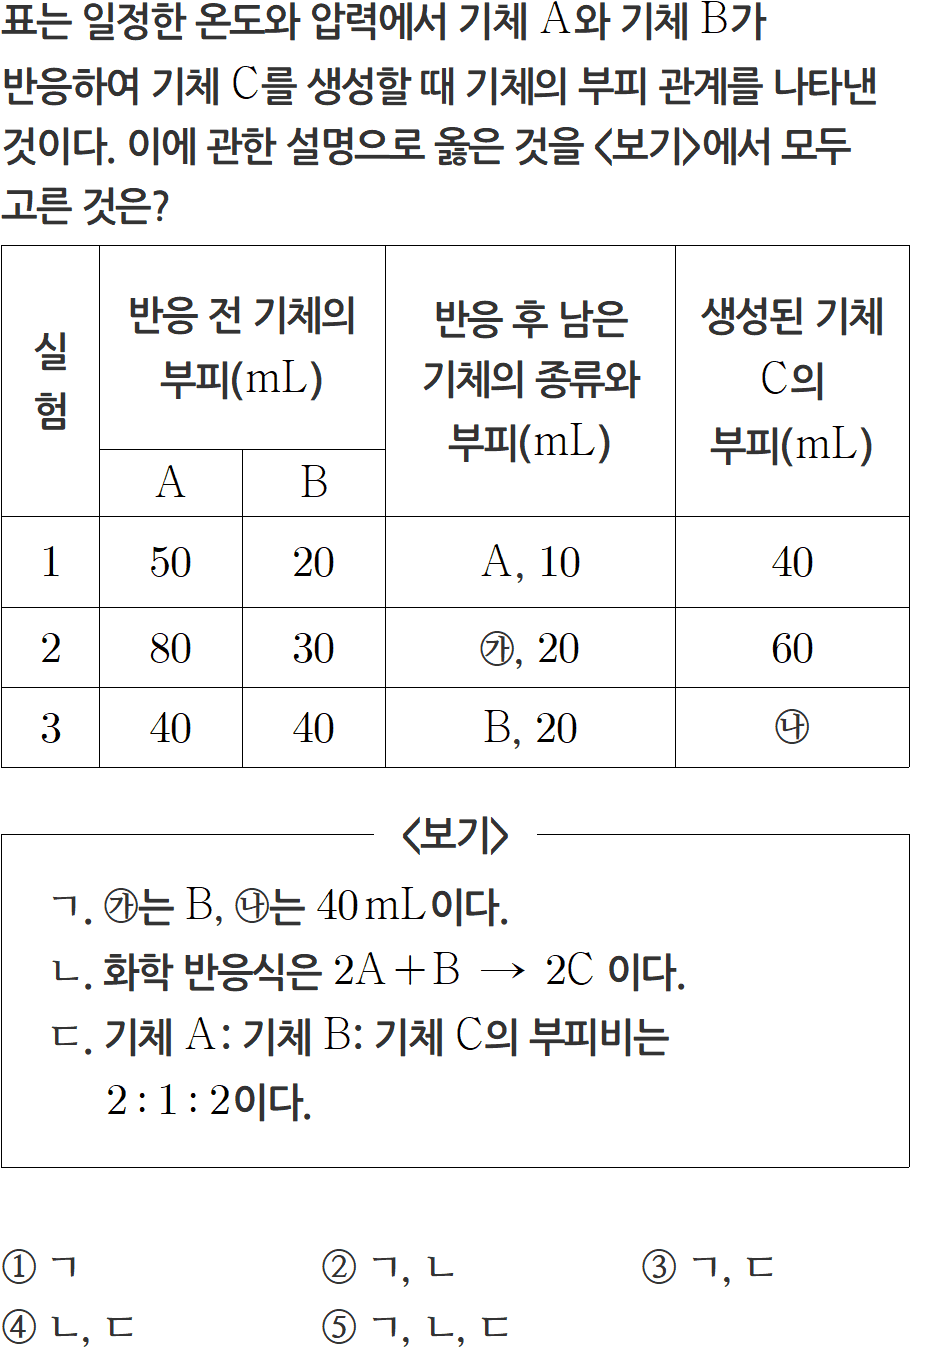 표는 일정한 온도와 압력에서 기체 A와 기체 B가
반응하여 기체 C를 생성할 때 기체의 부피 관계를 나타낸
것이다. 이에 관한 설명으로 옳은 것을 <보기>에서 모두
고른 것은?
실험
반응 전 기체의 부피(mL)
반응 후 남은 기체의 종류와 부피(mL)
생성된 기체 C의 부피(mL)
A B
1 50 20 A, 10 40
2 80 30 ㉮, 20 60
3 40 40 B, 20 ㉯
<보기>
ㄱ. ㉮는 B, ㉯는 40mL이다.
ㄴ. 화학 반응식은 2A+B → 2C 이다.
ㄷ. 기체 A: 기체 B: 기체 C의 부피비는
2:1:2이다.
① ㄱ ② ㄱ, ㄴ ③ ㄱ, ㄷ
④ ㄴ, ㄷ ⑤ ㄱ, ㄴ, ㄷ